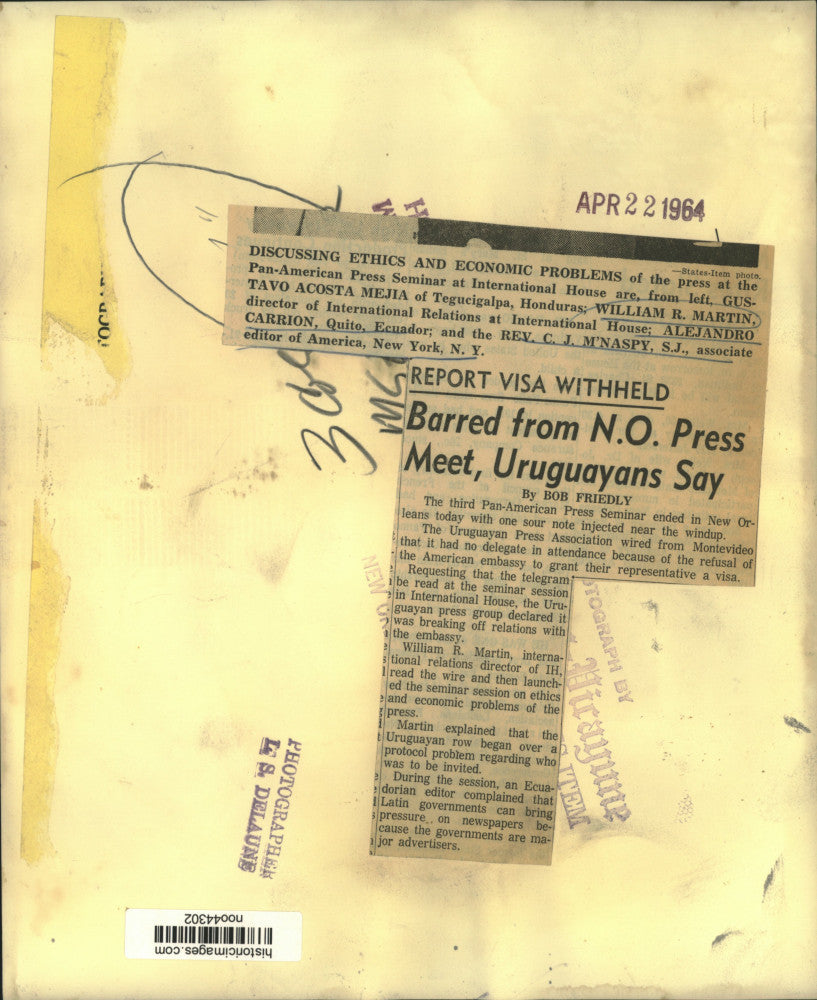 APR 22 1964
—States-Item photo.
DISCUSSING ETHICS AND ECONOMIC PROBLEMS of the press at the
Pan-American Press Seminar at International House are, from left, GUS-
TAVO ACOSTA MEJIA of Tegucigalpa, Honduras; WILLIAM R. MARTIN,
director of International Relations at International House; ALEJANDRO
CARRION, Quito, Ecuador; and the REV. C. J. M'NASPY, S.J., associate
editor of America, New York, N. Y.
3
REPORT VISA WITHHELD
Barred from N.O. Press
Meet, Uruguayans Say
By BOB FRIEDLY
The third Pan-American Press Seminar ended in New Or-
leans today with one sour note injected near the windup.
The Uruguayan Press Association wired from Montevideo
that it had no delegate in attendance because of the refusal of
the American embassy to grant their representative a visa.
Requesting that the telegram
be read at the seminar session
in International House, the Uru-
guayan press group declared it
was breaking off relations with
the embassy.
William R. Martin, interna-
tional relations director of IH,
read the wire and then launch-
ed the seminar session on ethics
and economic problems of the
press.
Martin explained that the
Uruguayan row began over a
protocol problem regarding who
was to be invited.
During the session, an Ecua-
dorian editor complained that
Latin governments can bring
pressure on newspapers be-
cause the governments are ma-
jor advertisers.
NEW
TOGRAPH BY
Picayune
ITEM
PHOTOGRAPHER
L. S. DELAUNE
historicimages.com
noo44302